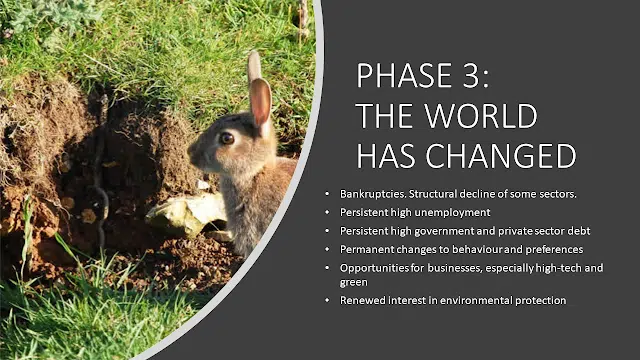 PHASE 3:
THE WORLD
HAS CHANGED
• Bankruptcies. Structural decline of some sectors.
• Persistent high unemployment
• Persistent high government and private sector debt
• Permanent changes to behaviour and preferences
• Opportunities for businesses, especially high-tech and
green
• Renewed interest in environmental protection